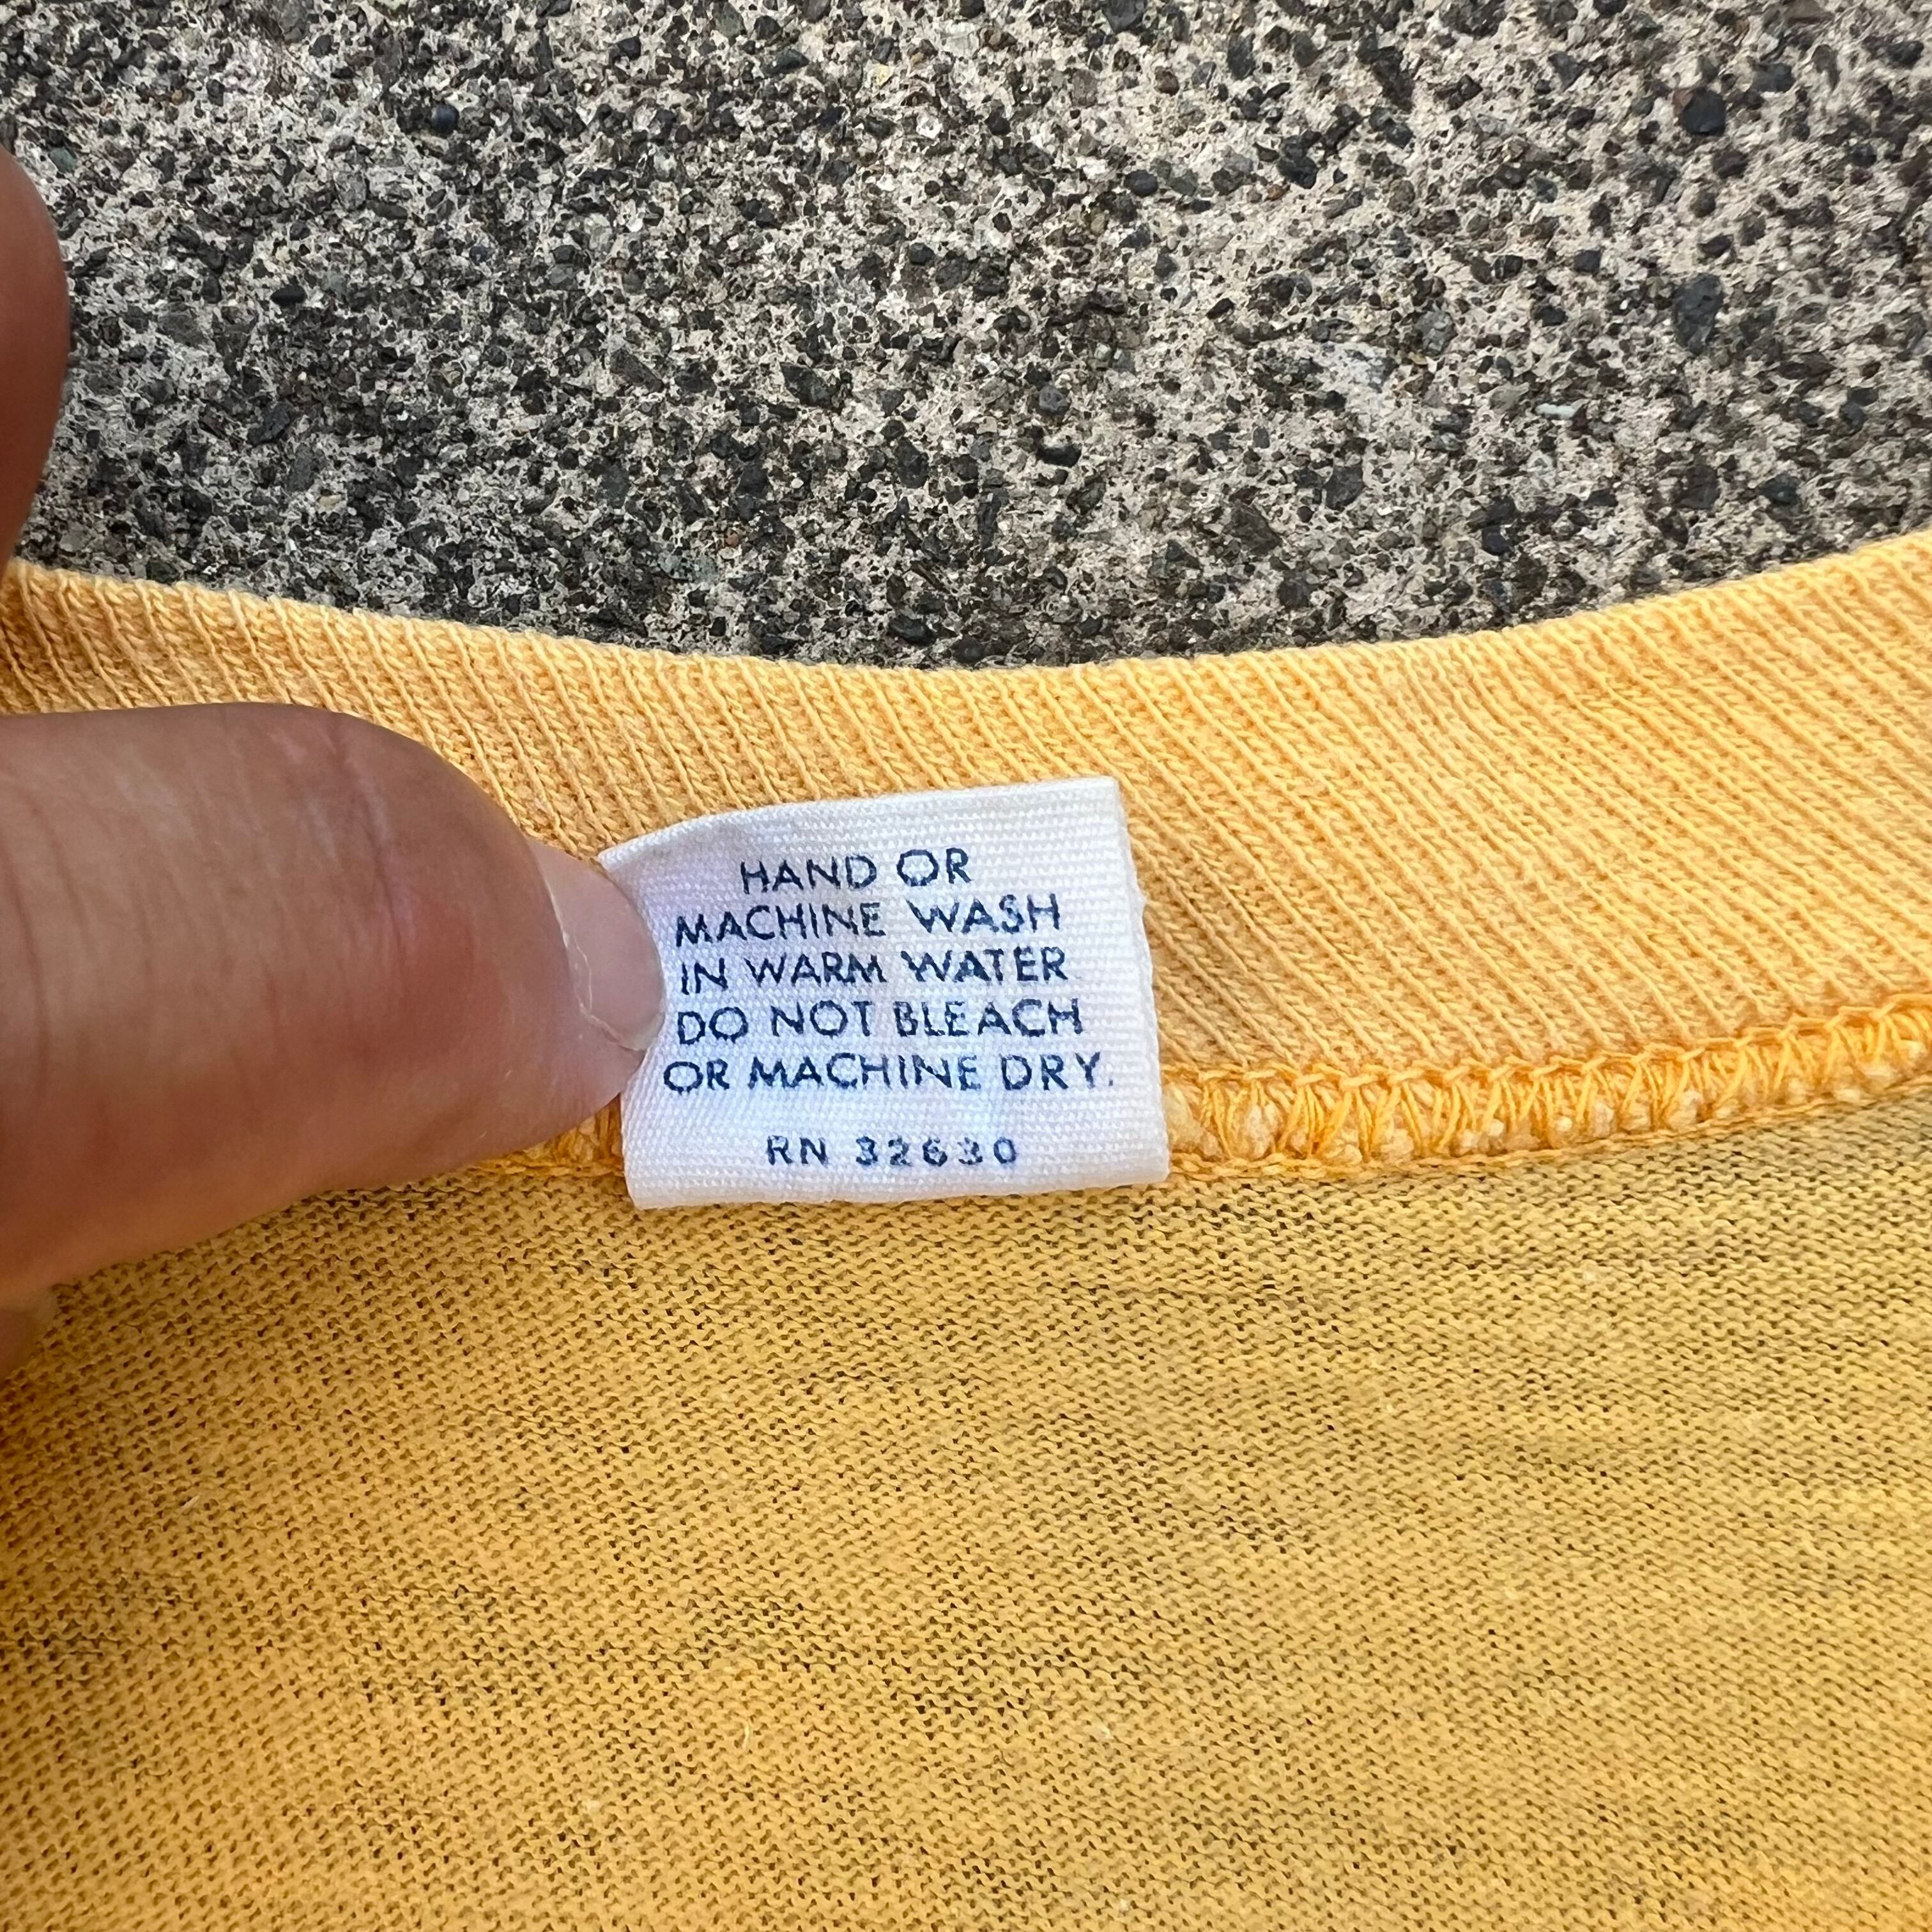 HAND OR
MACHINE WASH
IN WARM WATER
DO NOT BLEACH
OR MACHINE DRY.
RN 32630